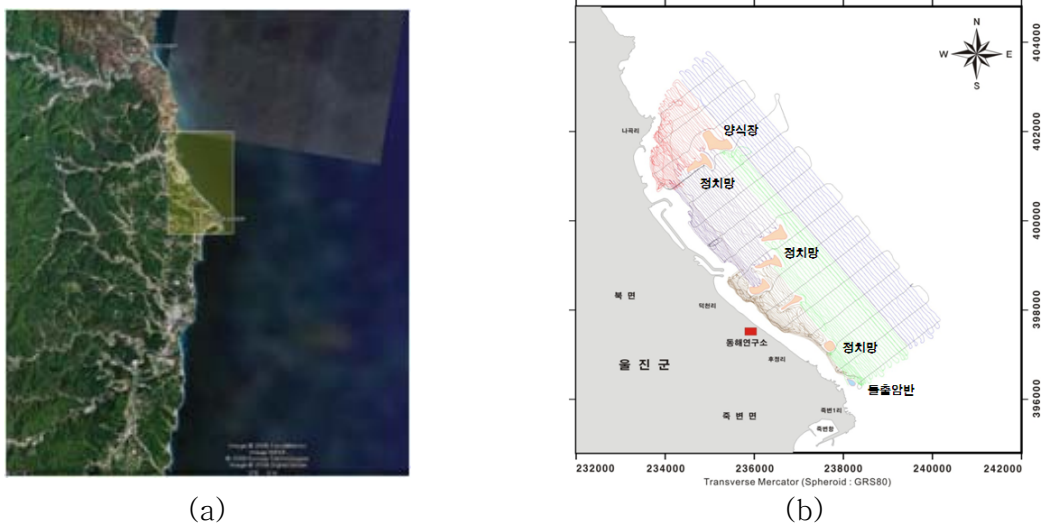 N
W E
S
404000
402000
400000
398000
396000
나곡리
양식장
정치망
정치망
북 면
덕천리
동해연구소
정치망
울 진 군
후정리
돌출암반
죽변1리
죽 변 면
죽변항
232000 234000 236000 238000 240000 242000
Transverse Mercator (Spheroid : GRS80)
(a) (b)